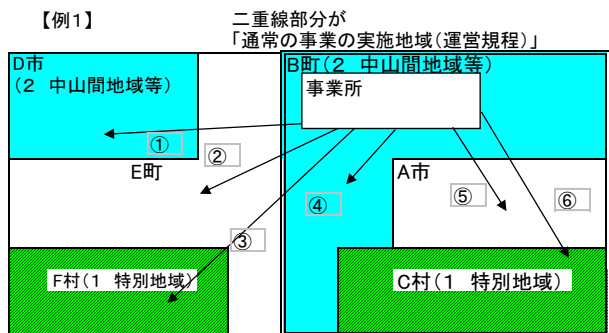 【例1】
二重線部分が
「通常の事業の実施地域(運営規程)」
D市
(2 中山間地域等)
B町(2 中山間地域等)
事業所
①
②
E町
A市
④
⑤
⑥
③
F村(1 特別地域)
C村(1 特別地域)